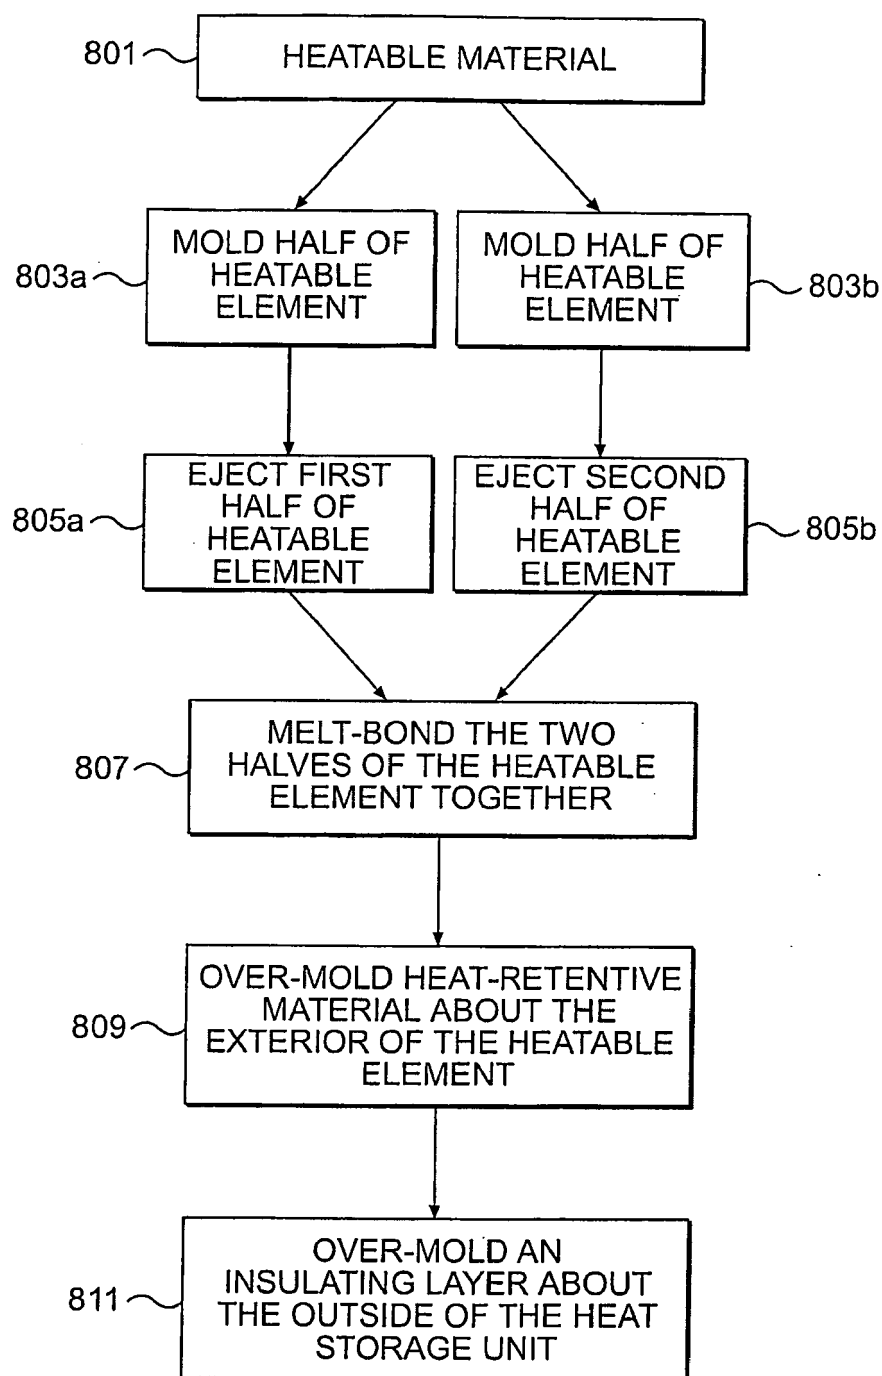 801
HEATABLE MATERIAL
803a
MOLD HALF OF
HEATABLE
ELEMENT
MOLD HALF OF
HEATABLE
ELEMENT
803b
805a
EJECT FIRST
HALF OF
HEATABLE
ELEMENT
EJECT SECOND
HALF OF
HEATABLE
ELEMENT
805b
807
MELT-BOND THE TWO
HALVES OF THE HEATABLE
ELEMENT TOGETHER
809
OVER-MOLD HEAT-RETENTIVE
MATERIAL ABOUT THE
EXTERIOR OF THE HEATABLE
ELEMENT
811
OVER-MOLD AN
INSULATING LAYER ABOUT
THE OUTSIDE OF THE HEAT
STORAGE UNIT